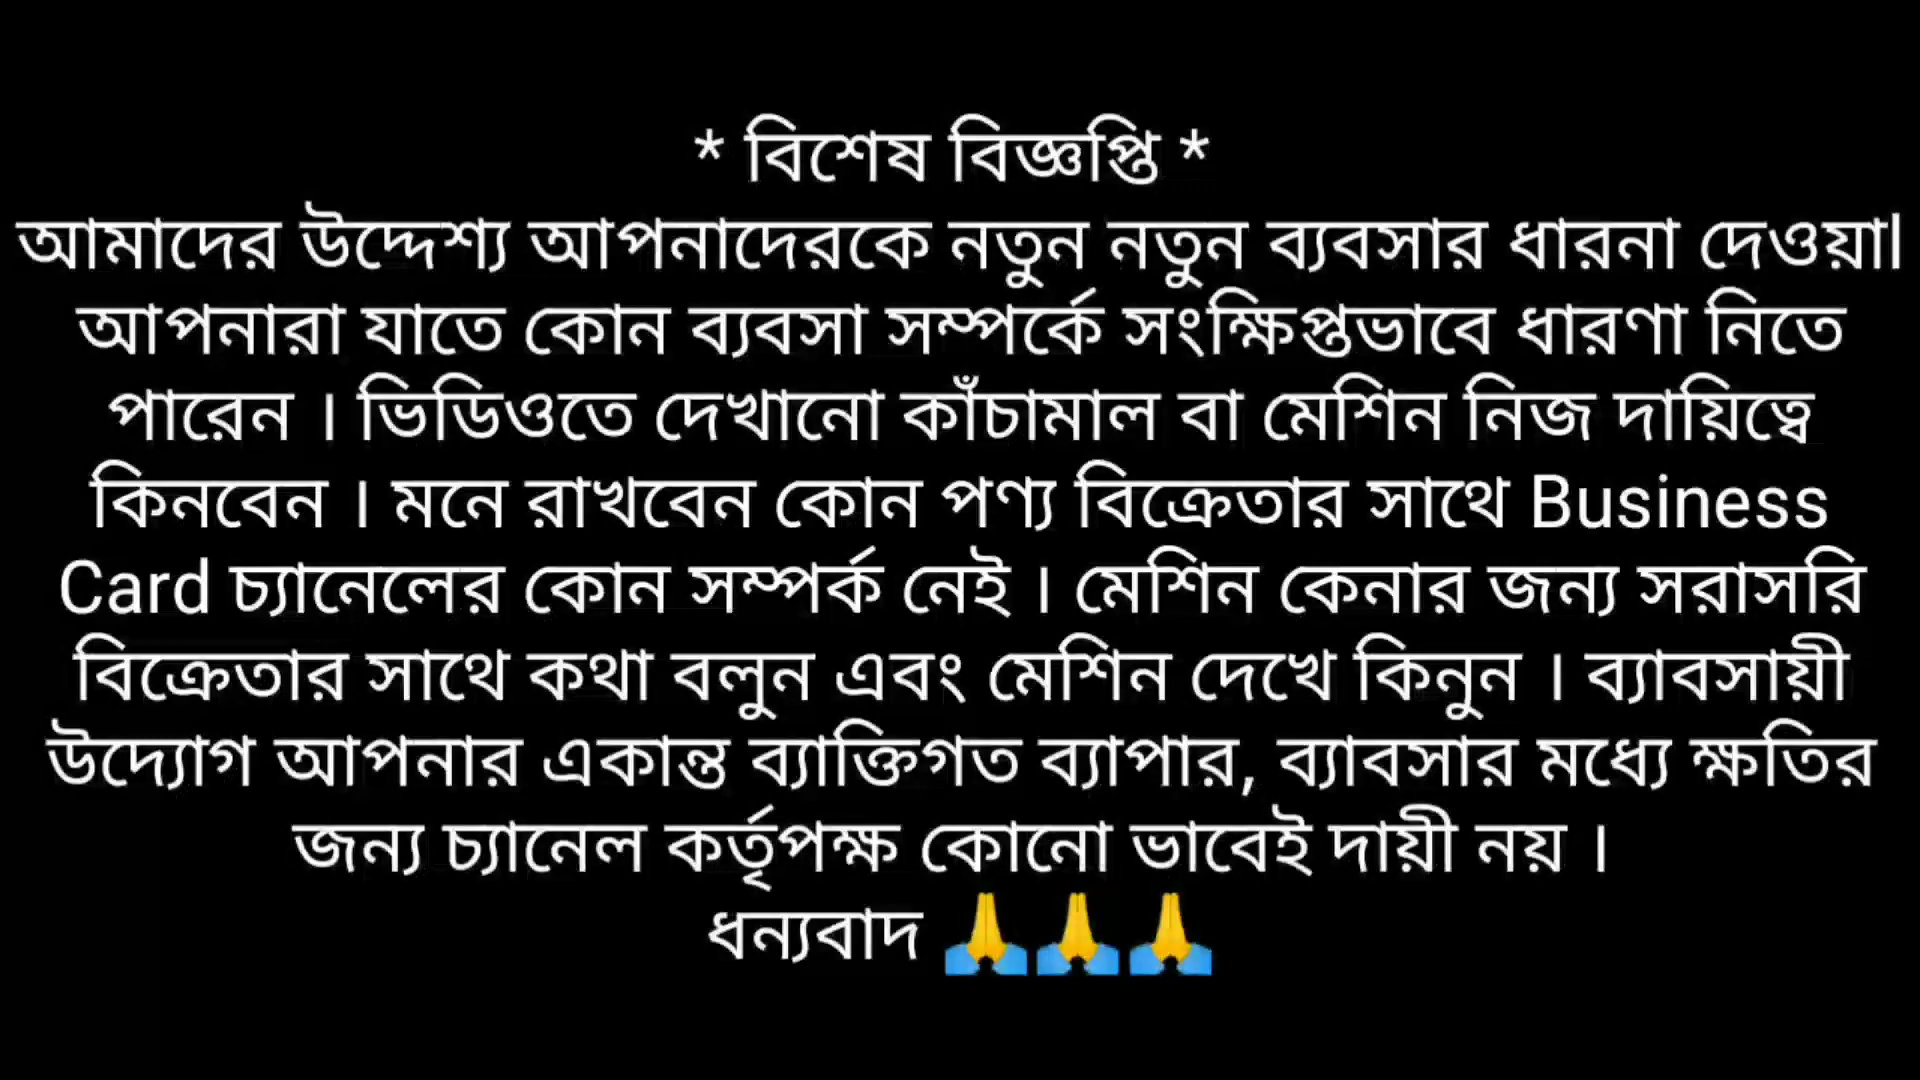 * বিশেষ বিজ্ঞপ্তি *
আমাদের উদ্দেশ্য আপনাদেরকে নতুন নতুন ব্যবসার ধারনা দেওয়া|
আপনারা যাতে কোন ব্যবসা সম্পর্কে সংক্ষিপ্তভাবে ধারণা নিতে
পারেন । ভিডিওতে দেখানো কাঁচামাল বা মেশিন নিজ দায়িত্বে
কিনবেন । মনে রাখবেন কোন পণ্য বিক্রেতার সাথে Business
Card চ্যানেলের কোন সম্পর্ক নেই । মেশিন কেনার জন্য সরাসরি
বিক্রেতার সাথে কথা বলুন এবং মেশিন দেখে কিনুন । ব্যাবসায়ী
উদ্যোগ আপনার একান্ত ব্যাক্তিগত ব্যাপার, ব্যাবসার মধ্যে ক্ষতির
জন্য চ্যানেল কর্তৃপক্ষ কোনো ভাবেই দায়ী নয় ।
ধন্যবাদ 🙏🙏🙏